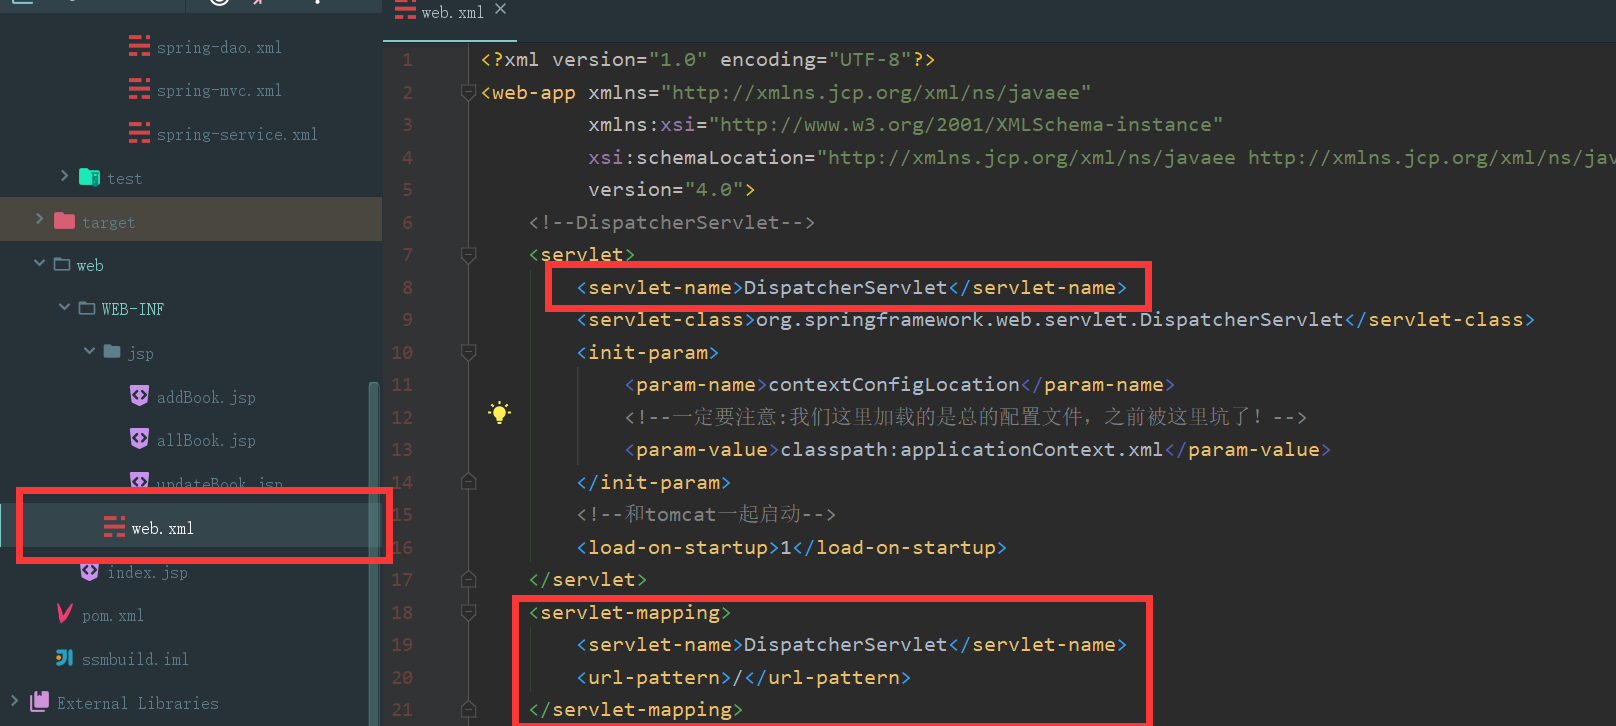 spring-dao.xml
spring-mvc.xml
spring-service.xml
test
target
web
WEB-INF
jsp
addBook.jsp
allBook.jsp
updateBook.jsp
web.xml
index.jsp
pom.xml
ssmbuild.iml
External Libraries
web.xml
1 <?xml version="1.0" encoding="UTF-8"?>
2 <web-app xmlns="http://xmlns.jcp.org/xml/ns/javaee"
3 xmlns:xsi="http://www.w3.org/2001/XMLSchema-instance"
4 xsi:schemaLocation="http://xmlns.jcp.org/xml/ns/javaee http://xmlns.jcp.org/xml/ns/jav
5 version="4.0">
6 <!--DispatcherServlet-->
7 <servlet>
8 <servlet-name>DispatcherServlet</servlet-name>
9 <servlet-class>org.springframework.web.servlet.DispatcherServlet</servlet-class>
10 <init-param>
11 <param-name>contextConfigLocation</param-name>
12 <!--一定要注意:我们这里加载的是总的配置文件，之前被这里坑了！-->
13 <param-value>classpath:applicationContext.xml</param-value>
14 </init-param>
15 <!--和tomcat一起启动-->
16 <load-on-startup>1</load-on-startup>
17 </servlet>
18 <servlet-mapping>
19 <servlet-name>DispatcherServlet</servlet-name>
20 <url-pattern>/</url-pattern>
21 </servlet-mapping>